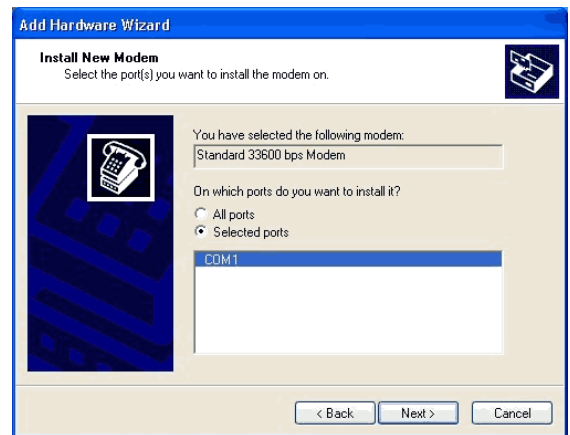 Add Hardware Wizard
Install New Modem
Select the port(s) you want to install the modem on.
You have selected the following modem:
Standard 33600 bps Modem
On which ports do you want to install it?
All ports
Selected ports
COM1
< Back
Next >
Cancel